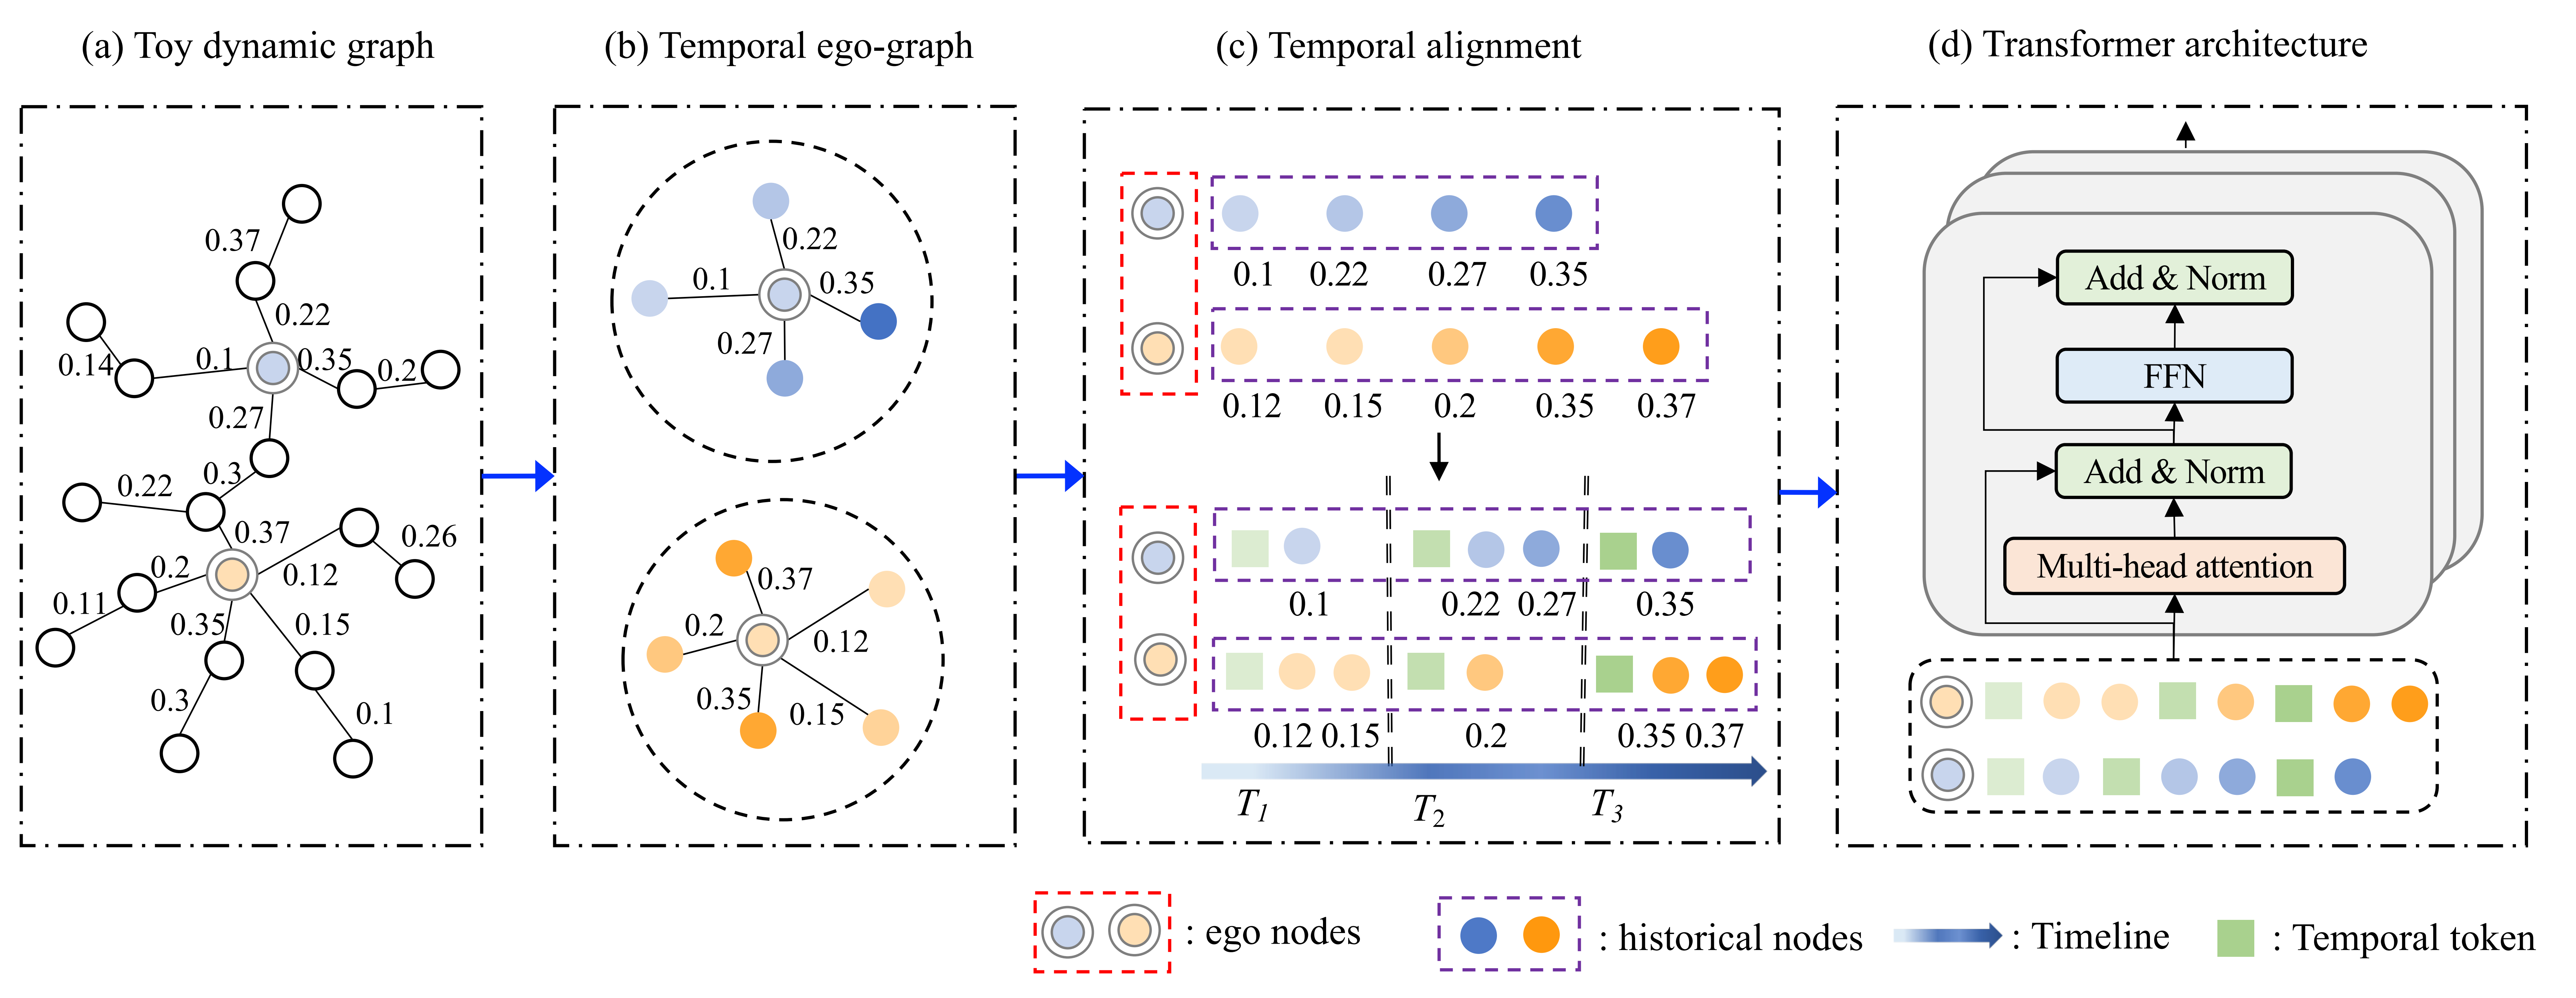 (a) Toy dynamic graph
(b) Temporal ego-graph
(c) Temporal alignment
(d) Transformer architecture
0.37
0.22
0.14
0.1
0.35
0.2
0.27
0.3
0.22
0.37
0.26
0.2
0.12
0.11
0.35
0.15
0.3
0.1
0.22
0.1
0.35
0.27
0.37
0.2
0.12
0.35
0.15
0.1 0.22 0.27 0.35
0.12 0.15 0.2 0.35 0.37
0.1 0.22 0.27 0.35
0.12 0.15 0.2 0.35 0.37
T1 T2 T3
Add & Norm
FFN
Add & Norm
Multi-head attention
: ego nodes
: historical nodes
: Timeline
: Temporal token